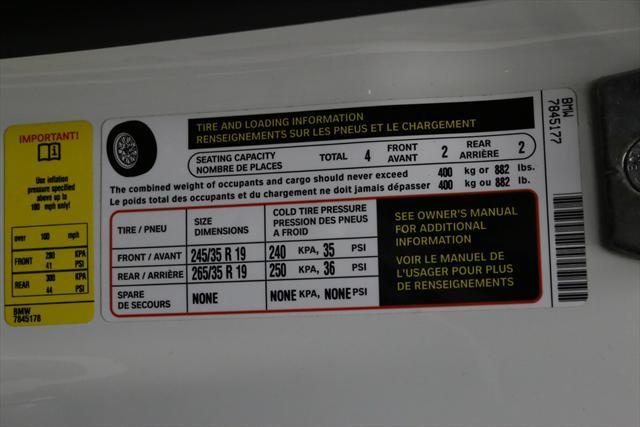 IMPORTANT!
Use inflation
pressure specified
above up to
100 mph only!
over 100 mph
FRONT 280 KPA
41 PSI
REAR 300 KPA
44 PSI
BMW
7845178
TIRE AND LOADING INFORMATION
RENSEIGNEMENTS SUR LES PNEUS ET LE CHARGEMENT
SEATING CAPACITY TOTAL 4 FRONT 2 REAR 2
NOMBRE DE PLACES AVANT ARRIÈRE
The combined weight of occupants and cargo should never exceed 400 kg or 882 lbs.
Le poids total des occupants et du chargement ne doit jamais dépasser 400 kg ou 882 lb.
TIRE / PNEU SIZE DIMENSIONS COLD TIRE PRESSURE PRESSION DES PNEUS A FROID
FRONT / AVANT 245/35 R 19 240 KPA, 35 PSI
REAR / ARRIÈRE 265/35 R 19 250 KPA, 36 PSI
SPARE DE SECOURS NONE NONE KPA, NONE PSI
SEE OWNER'S MANUAL
FOR ADDITIONAL
INFORMATION
VOIR LE MANUEL DE
L'USAGER POUR PLUS
DE RENSEIGNEMENTS
BMW
7845177